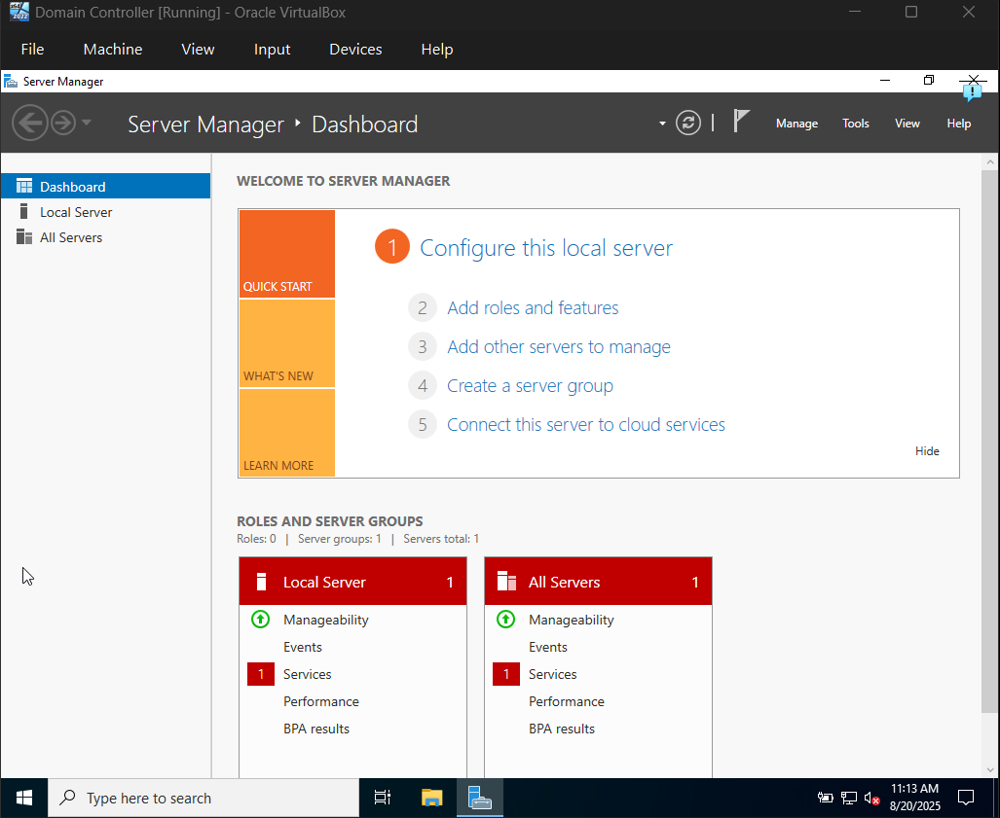 x64 2022 Domain Controller [Running] - Oracle VirtualBox
File Machine View Input Devices Help
Server Manager
Server Manager Dashboard
Manage Tools View Help
Dashboard
Local Server
All Servers
WELCOME TO SERVER MANAGER
QUICK START
WHAT'S NEW
LEARN MORE
1 Configure this local server
2 Add roles and features
3 Add other servers to manage
4 Create a server group
5 Connect this server to cloud services
Hide
ROLES AND SERVER GROUPS
Roles: 0 | Server groups: 1 | Servers total: 1
Local Server 1
Manageability
Events
1 Services
Performance
BPA results
All Servers 1
Manageability
Events
1 Services
Performance
BPA results
Type here to search
11:13 AM
8/20/2025